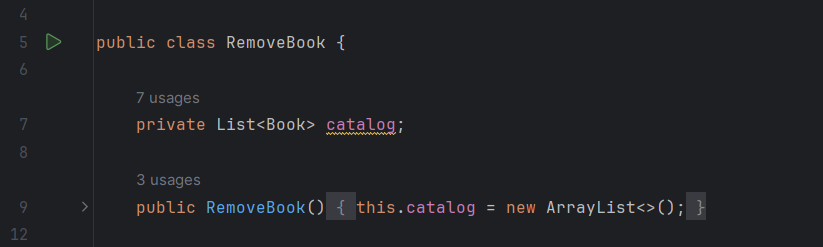 4
5 public class RemoveBook {
6
7 usages
7 private List<Book> catalog;
8
3 usages
9 public RemoveBook() { this.catalog = new ArrayList<>(); }
12